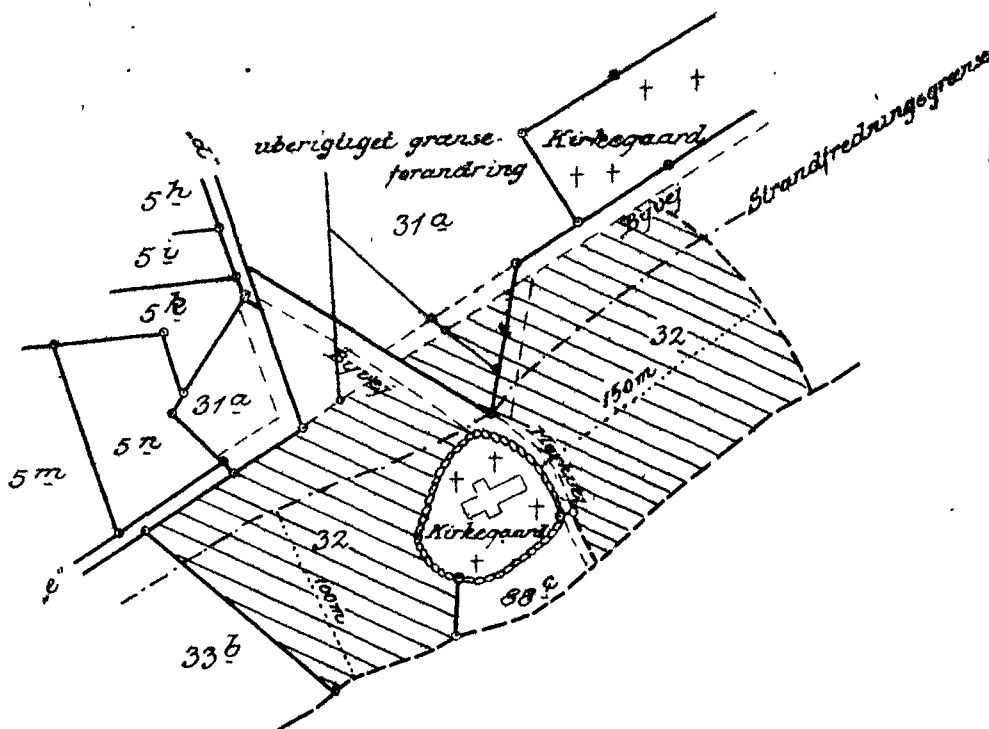 uberigtiget grænse-
forandring
Kirkegaard
Strandfredningsgrænse
"a"
5h
5i
5k
31a
Byvej
32
150m
Byvej
31a
5n
5m
Kirkegaard
32
100m
"e"
33b